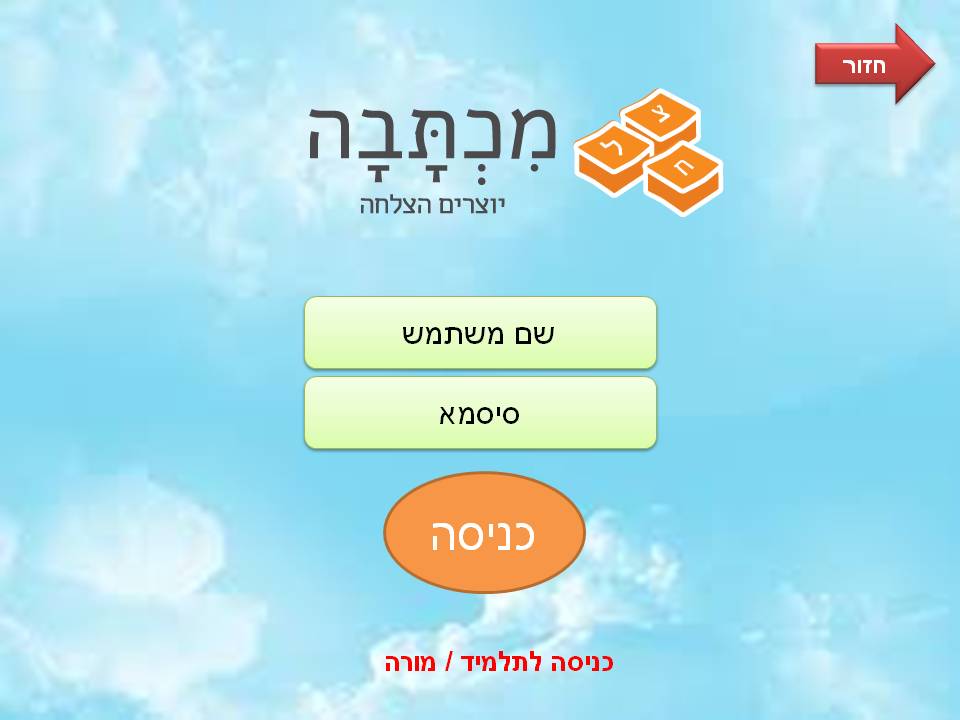 חזור
מִכְתָּבָה
יוצרים הצלחה
צ
ל
ח
שם משתמש
סיסמא
כניסה
כניסה לתלמיד / מורה